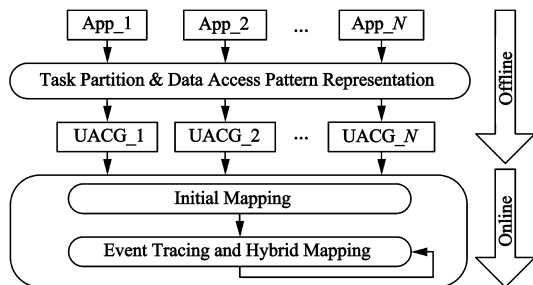 App_1 App_2 ... App_N
Task Partition & Data Access Pattern Representation
Offline
UACG_1 UACG_2 ... UACG_N
Initial Mapping
Online
Event Tracing and Hybrid Mapping